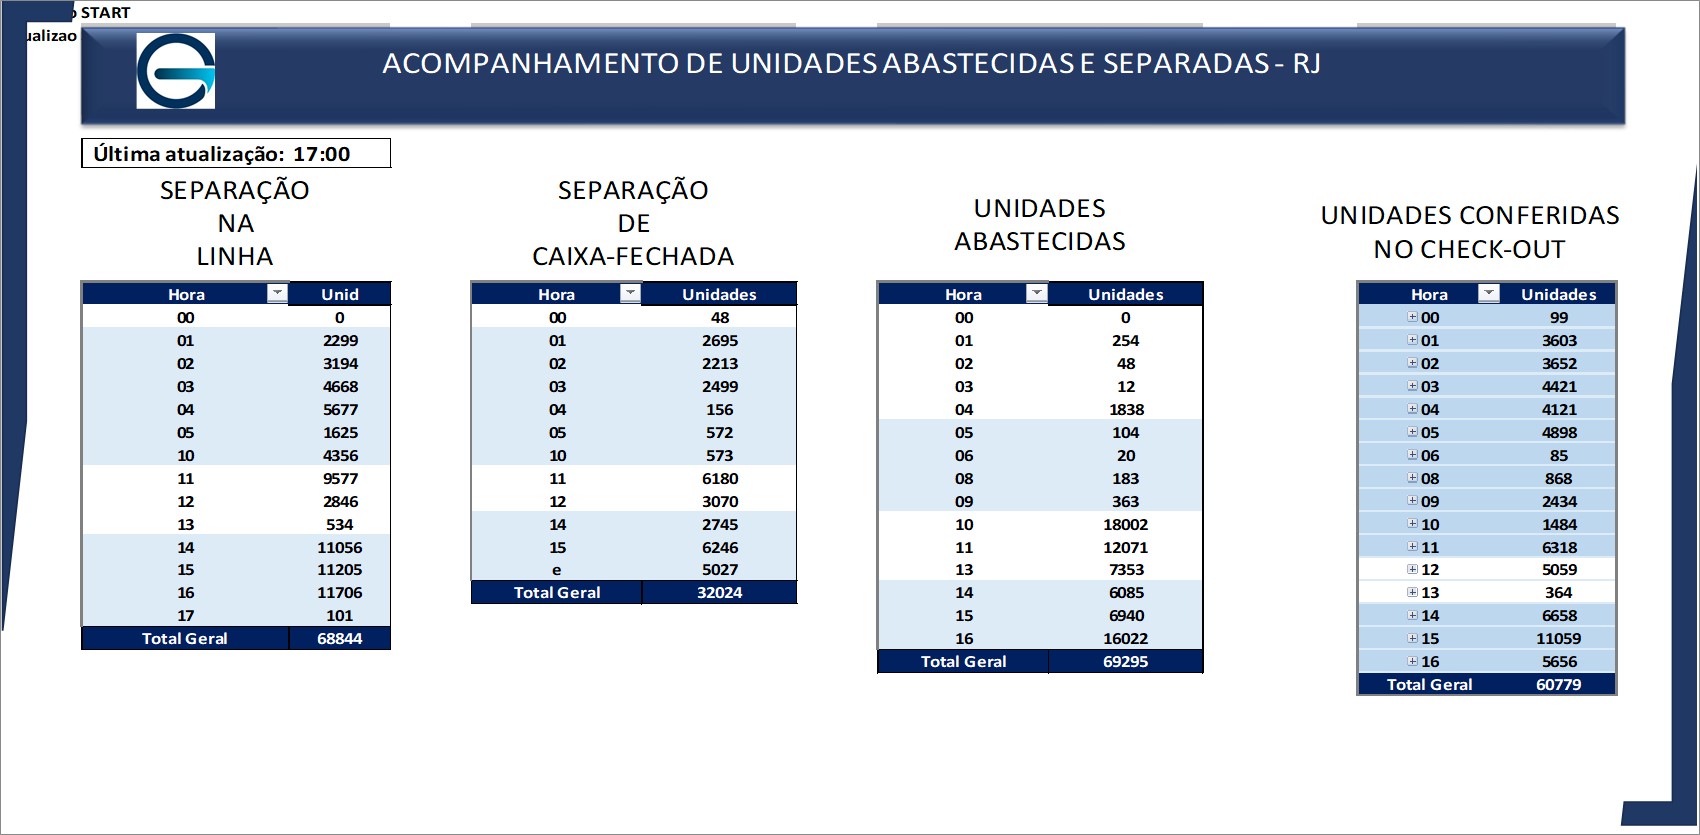 START
ualizao
ACOMPANHAMENTO DE UNIDADES ABASTECIDAS E SEPARADAS - RJ
Última atualização: 17:00
SEPARAÇÃO
NA
LINHA
Hora Unid
00 0
01 2299
02 3194
03 4668
04 5677
05 1625
10 4356
11 9577
12 2846
13 534
14 11056
15 11205
16 11706
17 101
Total Geral 68844
SEPARAÇÃO
DE
CAIXA-FECHADA
Hora Unidades
00 48
01 2695
02 2213
03 2499
04 156
05 572
10 573
11 6180
12 3070
14 2745
15 6246
e 5027
Total Geral 32024
UNIDADES
ABASTECIDAS
Hora Unidades
00 0
01 254
02 48
03 12
04 1838
05 104
06 20
08 183
09 363
10 18002
11 12071
13 7353
14 6085
15 6940
16 16022
Total Geral 69295
UNIDADES CONFERIDAS
NO CHECK-OUT
Hora Unidades
00 99
01 3603
02 3652
03 4421
04 4121
05 4898
06 85
08 868
09 2434
10 1484
11 6318
12 5059
13 364
14 6658
15 11059
16 5656
Total Geral 60779